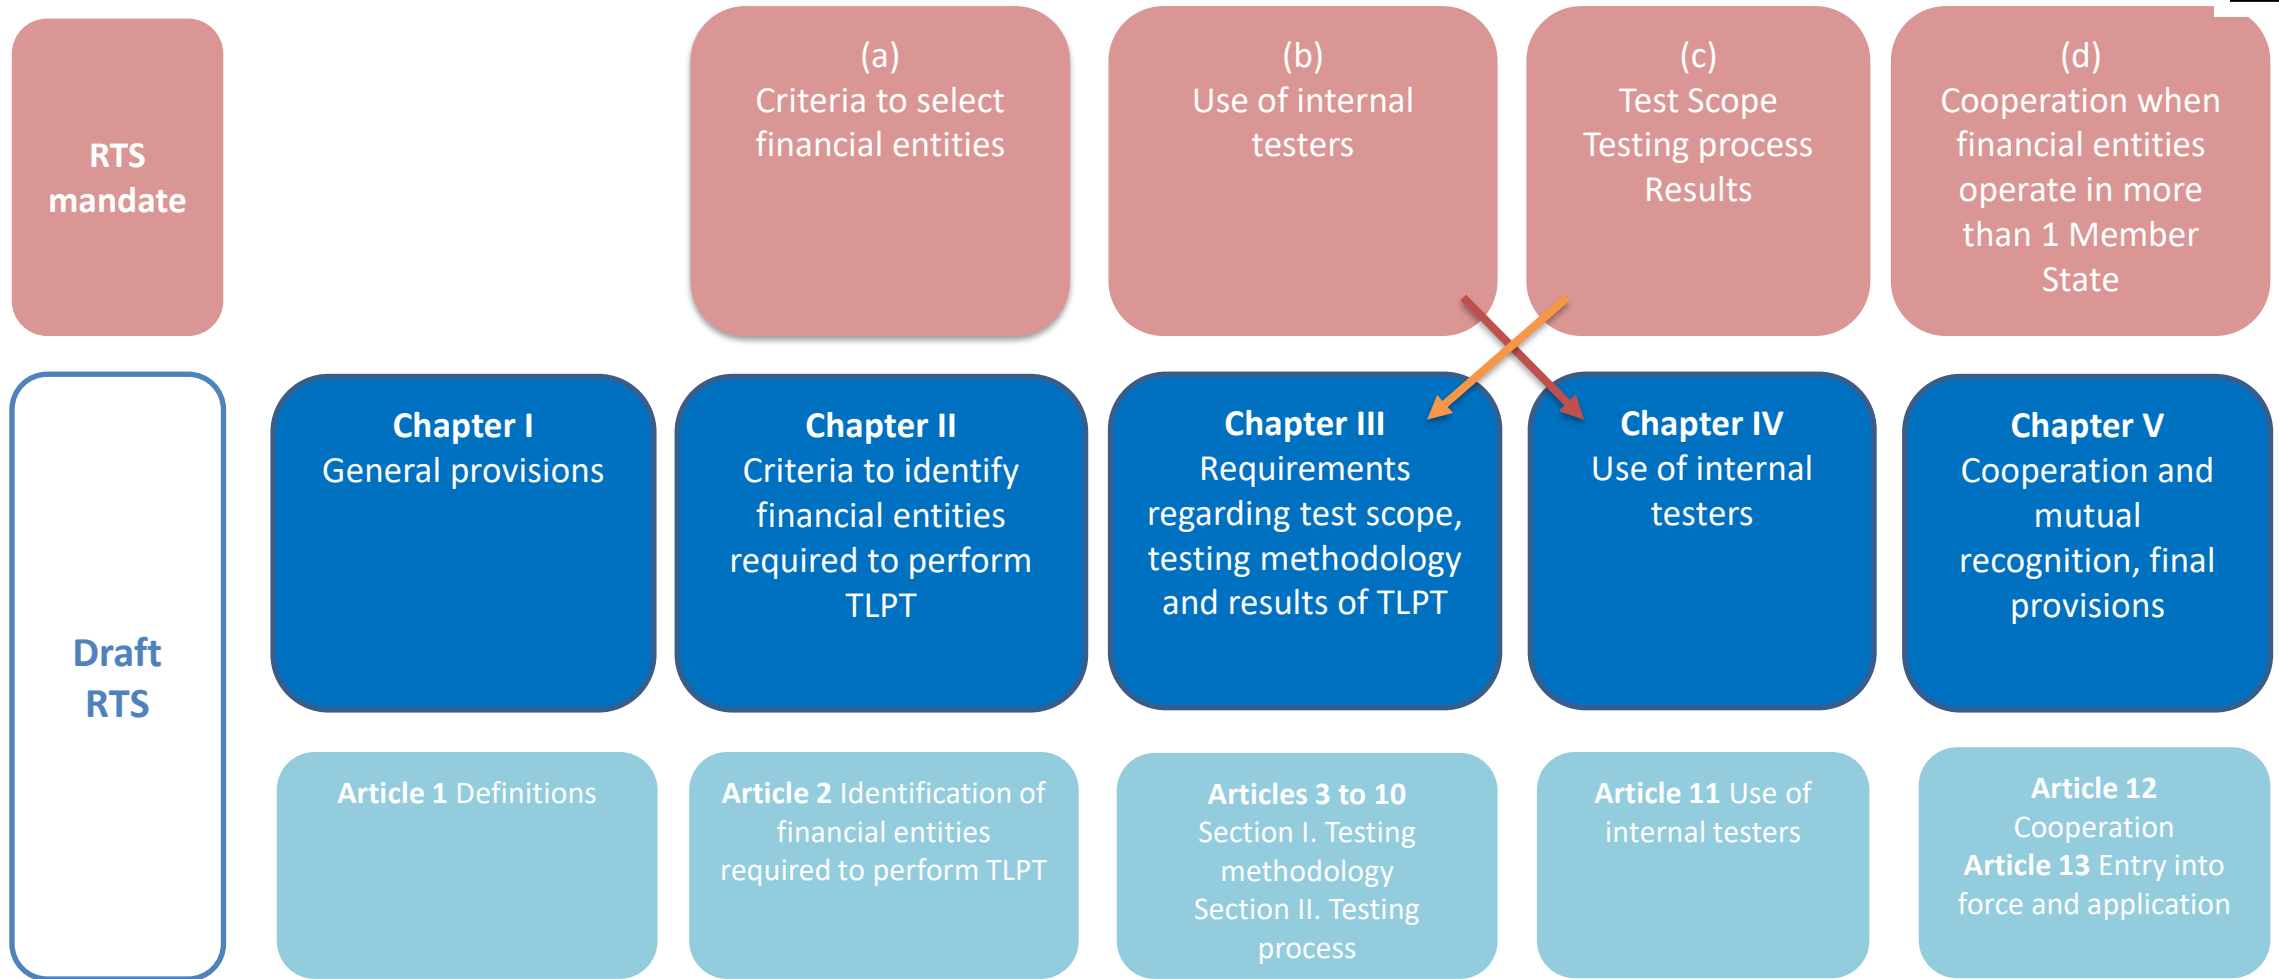 RTS
mandate
(a)
Criteria to select
financial entities
(b)
Use of internal
testers
(c)
Test Scope
Testing process
Results
(d)
Cooperation when
financial entities
operate in more
than 1 Member
State
Draft
RTS
Chapter I
General provisions
Chapter II
Criteria to identify
financial entities
required to perform
TLPT
Chapter III
Requirements
regarding test scope,
testing methodology
and results of TLPT
Chapter IV
Use of internal
testers
Chapter V
Cooperation and
mutual
recognition, final
provisions
Article 1 Definitions
Article 2 Identification of
financial entities
required to perform TLPT
Articles 3 to 10
Section I. Testing
methodology
Section II. Testing
process
Article 11 Use of
internal testers
Article 12
Cooperation
Article 13 Entry into
force and application